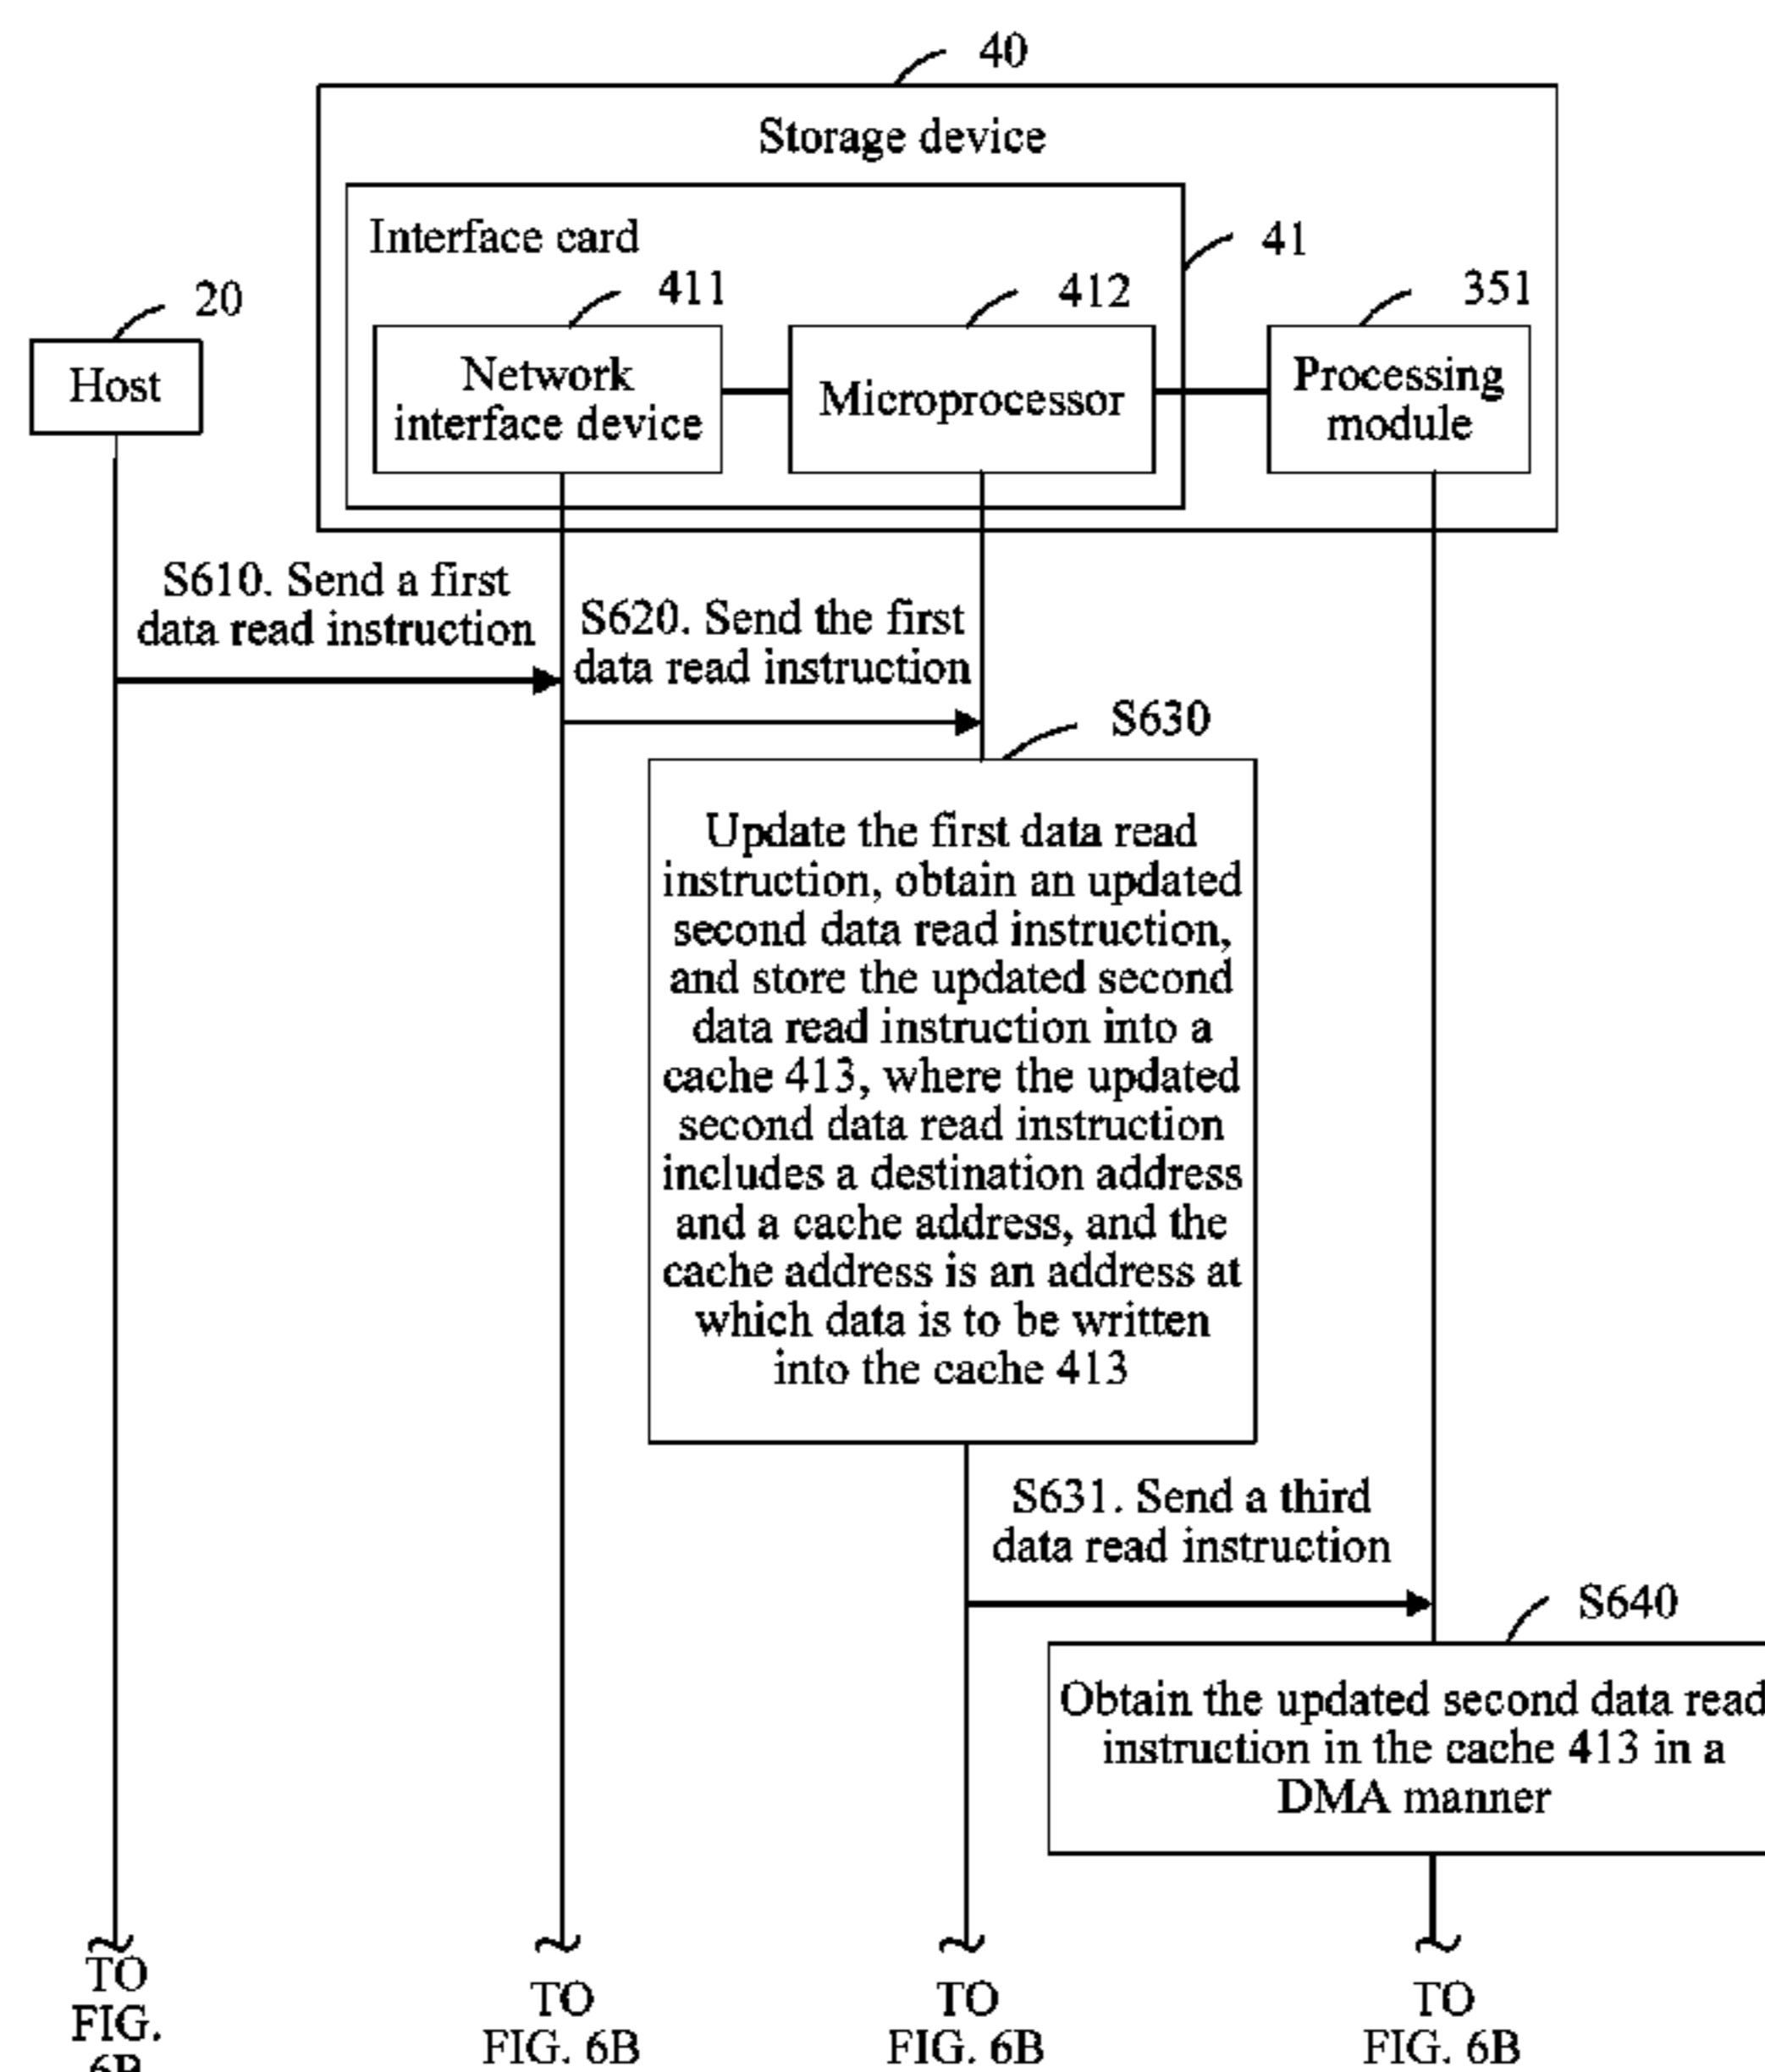 40
Storage device
Interface card
41
20
411
412
351
Host
Network
interface device
Microprocessor
Processing
module
S610. Send a first
data read instruction
S620. Send the first
data read instruction
S630
Update the first data read
instruction, obtain an updated
second data read instruction,
and store the updated second
data read instruction into a
cache 413, where the updated
second data read instruction
includes a destination address
and a cache address, and the
cache address is an address at
which data is to be written
into the cache 413
S631. Send a third
data read instruction
S640
Obtain the updated second data read
instruction in the cache 413 in a
DMA manner
TO
FIG.
6B
TO
FIG. 6B
TO
FIG. 6B
TO
FIG. 6B